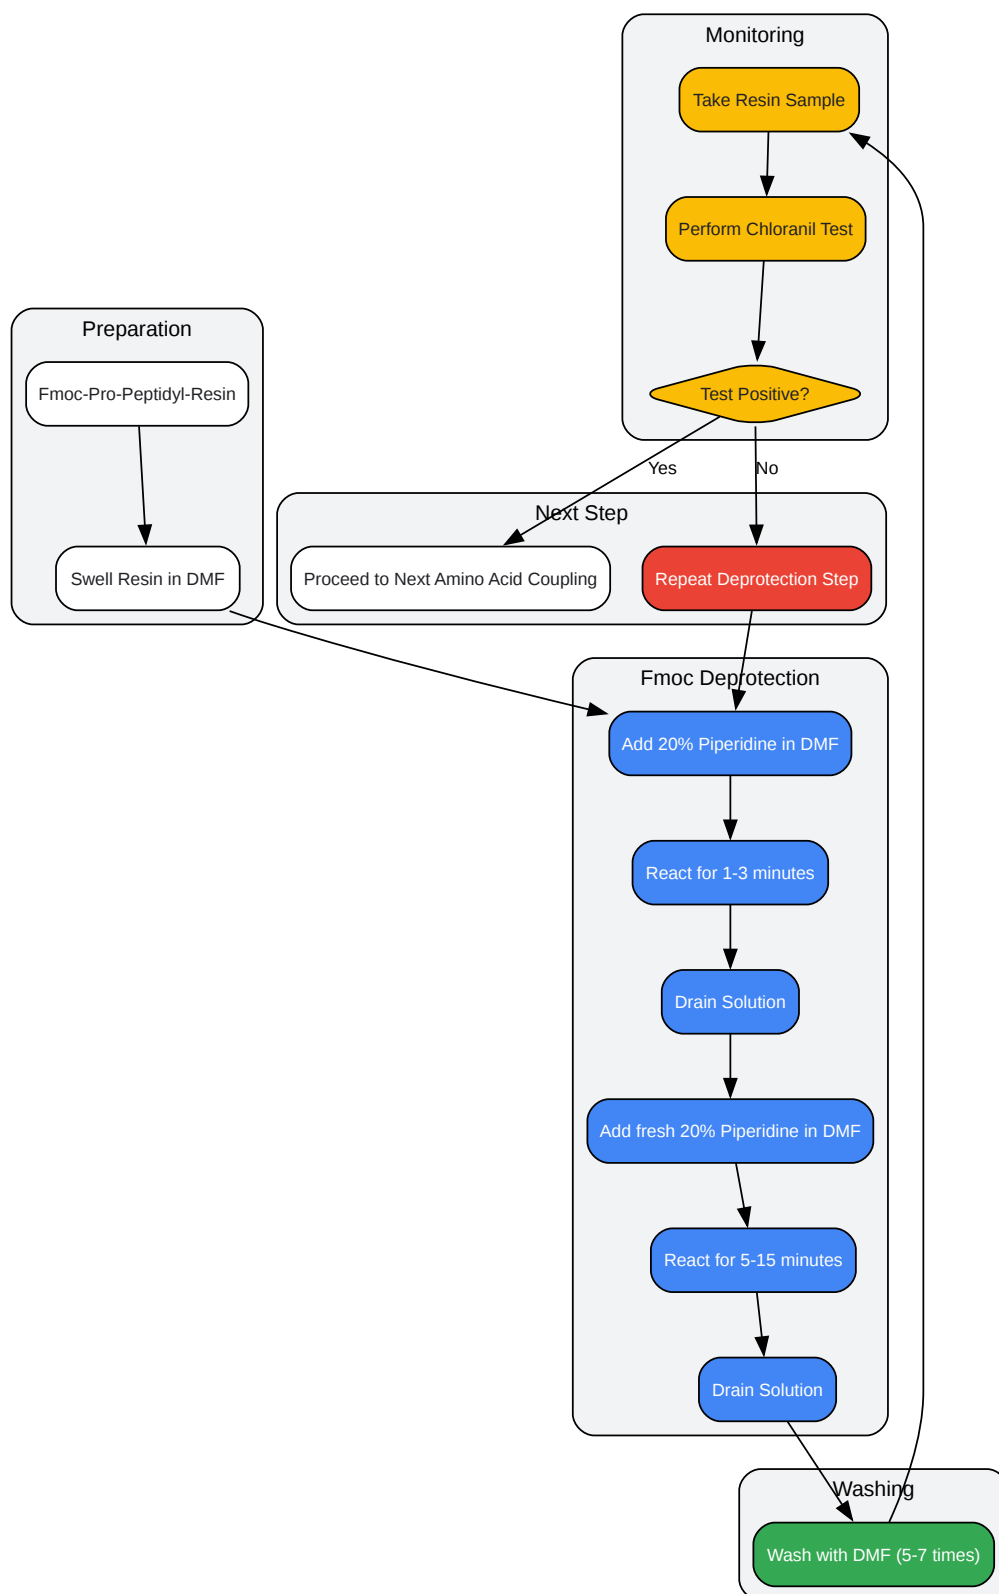 Monitoring
Take Resin Sample
Perform Chloranil Test
Test Positive?
Yes
No
Preparation
Fmoc-Pro-Peptidyl-Resin
Swell Resin in DMF
Next Step
Proceed to Next Amino Acid Coupling
Repeat Deprotection Step
Fmoc Deprotection
Add 20% Piperidine in DMF
React for 1-3 minutes
Drain Solution
Add fresh 20% Piperidine in DMF
React for 5-15 minutes
Drain Solution
Washing
Wash with DMF (5-7 times)